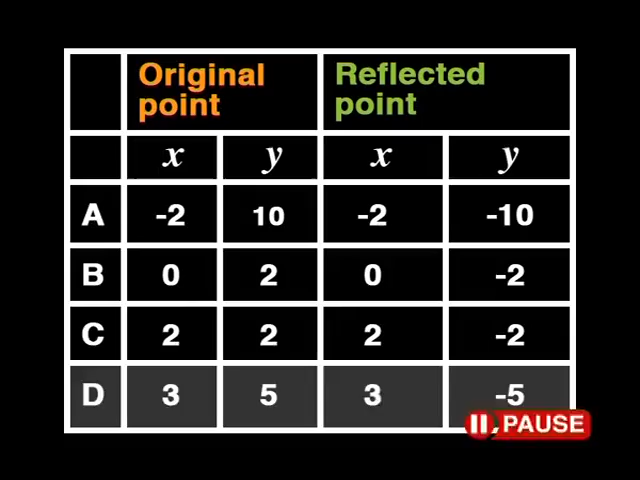 Original point Reflected point
x y x y
A -2 10 -2 -10
B 0 2 0 -2
C 2 2 2 -2
D 3 5 3 -5
PAUSE